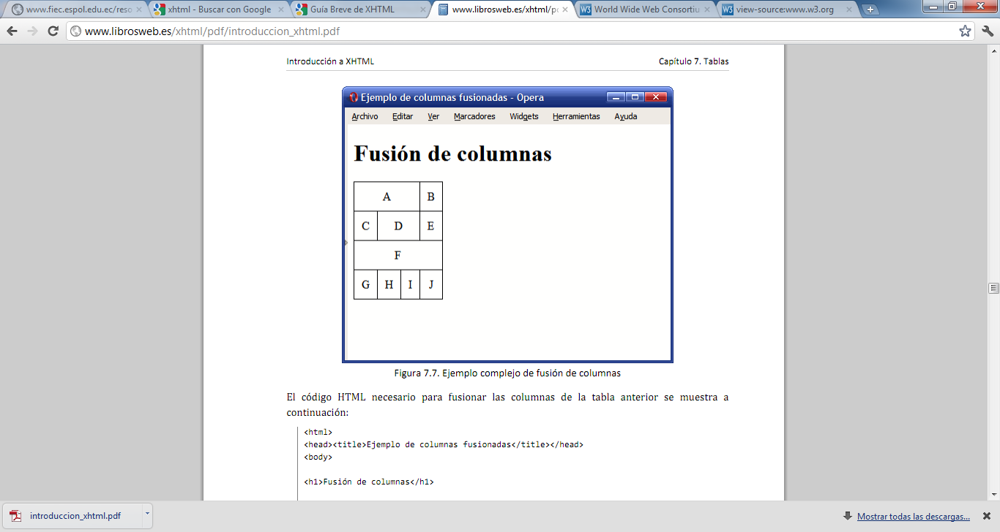 www.fiec.espol.edu.ec/reso
xhtml - Buscar con Google
Guía Breve de XHTML
www.librosweb.es/xhtml/pd
World Wide Web Consortiu
view-source:www.w3.org
www.librosweb.es/xhtml/pdf/introduccion_xhtml.pdf
Introducción a XHTML Capítulo 7. Tablas
Ejemplo de columnas fusionadas - Opera
Archivo Editar Ver Marcadores Widgets Herramientas Ayuda
Fusión de columnas
A B
C D E
F
G H I J
Figura 7.7. Ejemplo complejo de fusión de columnas
El código HTML necesario para fusionar las columnas de la tabla anterior se muestra a
continuación:
<html>
<head><title>Ejemplo de columnas fusionadas</title></head>
<body>
<h1>Fusión de columnas</h1>
introduccion_xhtml.pdf
Mostrar todas las descargas...